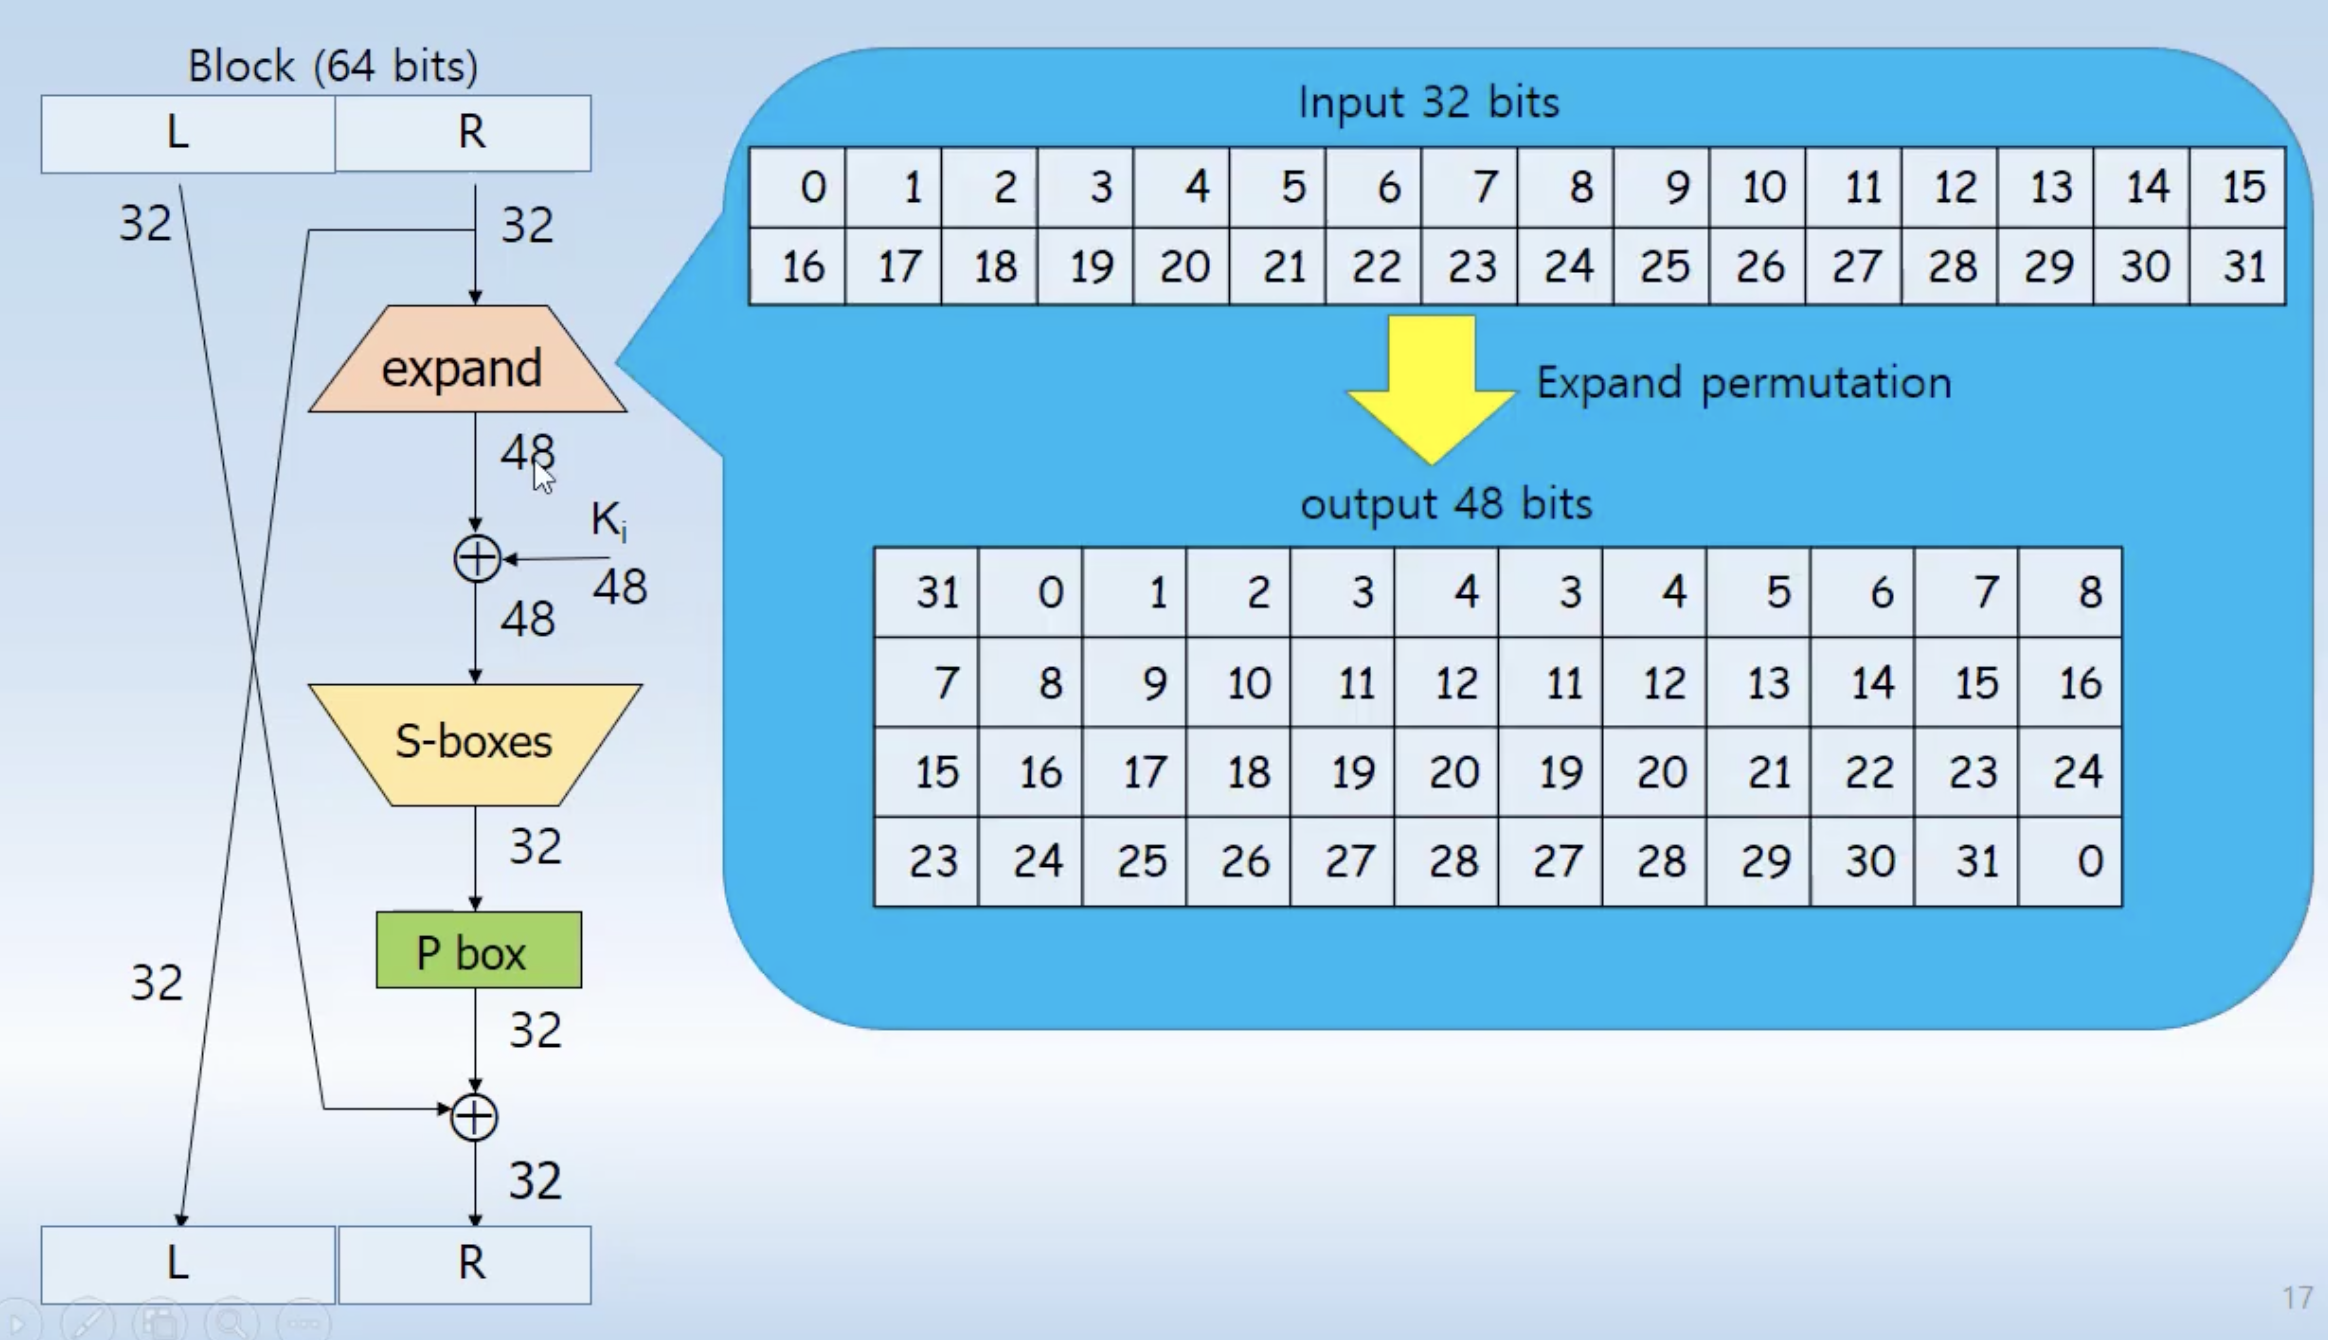 Block (64 bits)
L R
32
32
expand
48
Ki
48
48
S-boxes
32
P box
32
32
32
L R
Input 32 bits
0 1 2 3 4 5 6 7 8 9 10 11 12 13 14 15
16 17 18 19 20 21 22 23 24 25 26 27 28 29 30 31
Expand permutation
output 48 bits
31 0 1 2 3 4 3 4 5 6 7 8
7 8 9 10 11 12 11 12 13 14 15 16
15 16 17 18 19 20 19 20 21 22 23 24
23 24 25 26 27 28 27 28 29 30 31 0
17